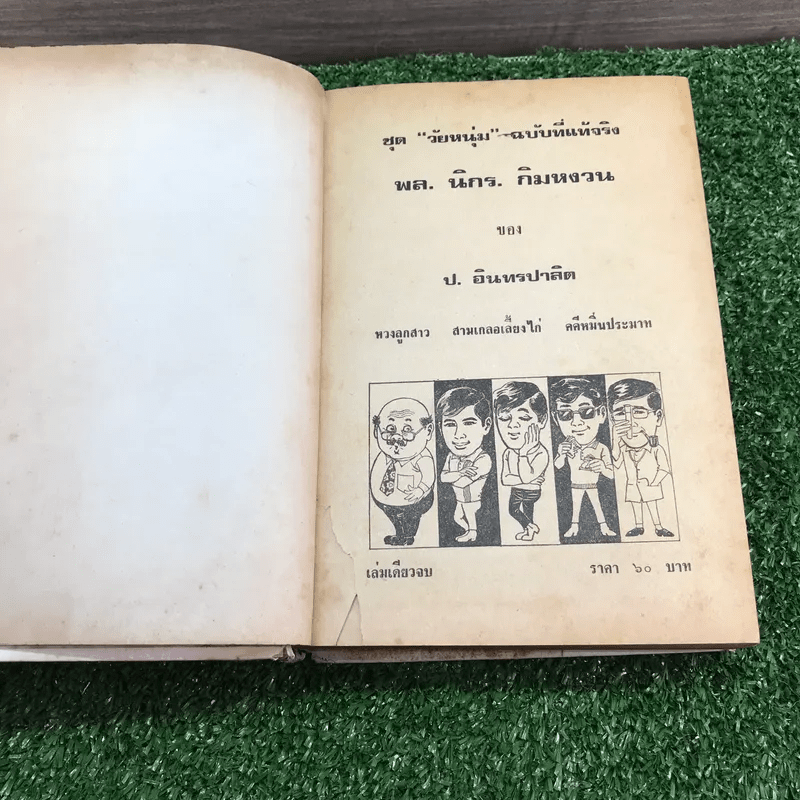 ชุด "วัยหนุ่ม" ฉบับที่แท้จริง
พล. นิกร. กิมหงวน
ของ
ป. อินทรปาลิต
หวงลูกสาว สามเกลอเลี้ยงไก่ คดีหมิ่นประมาท
เล่มเดียวจบ ราคา ๖๐ บาท